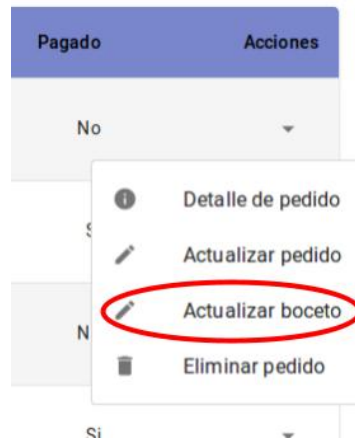 Pagado Acciones
No
Detalle de pedido
Actualizar pedido
Actualizar boceto
Eliminar pedido
Si